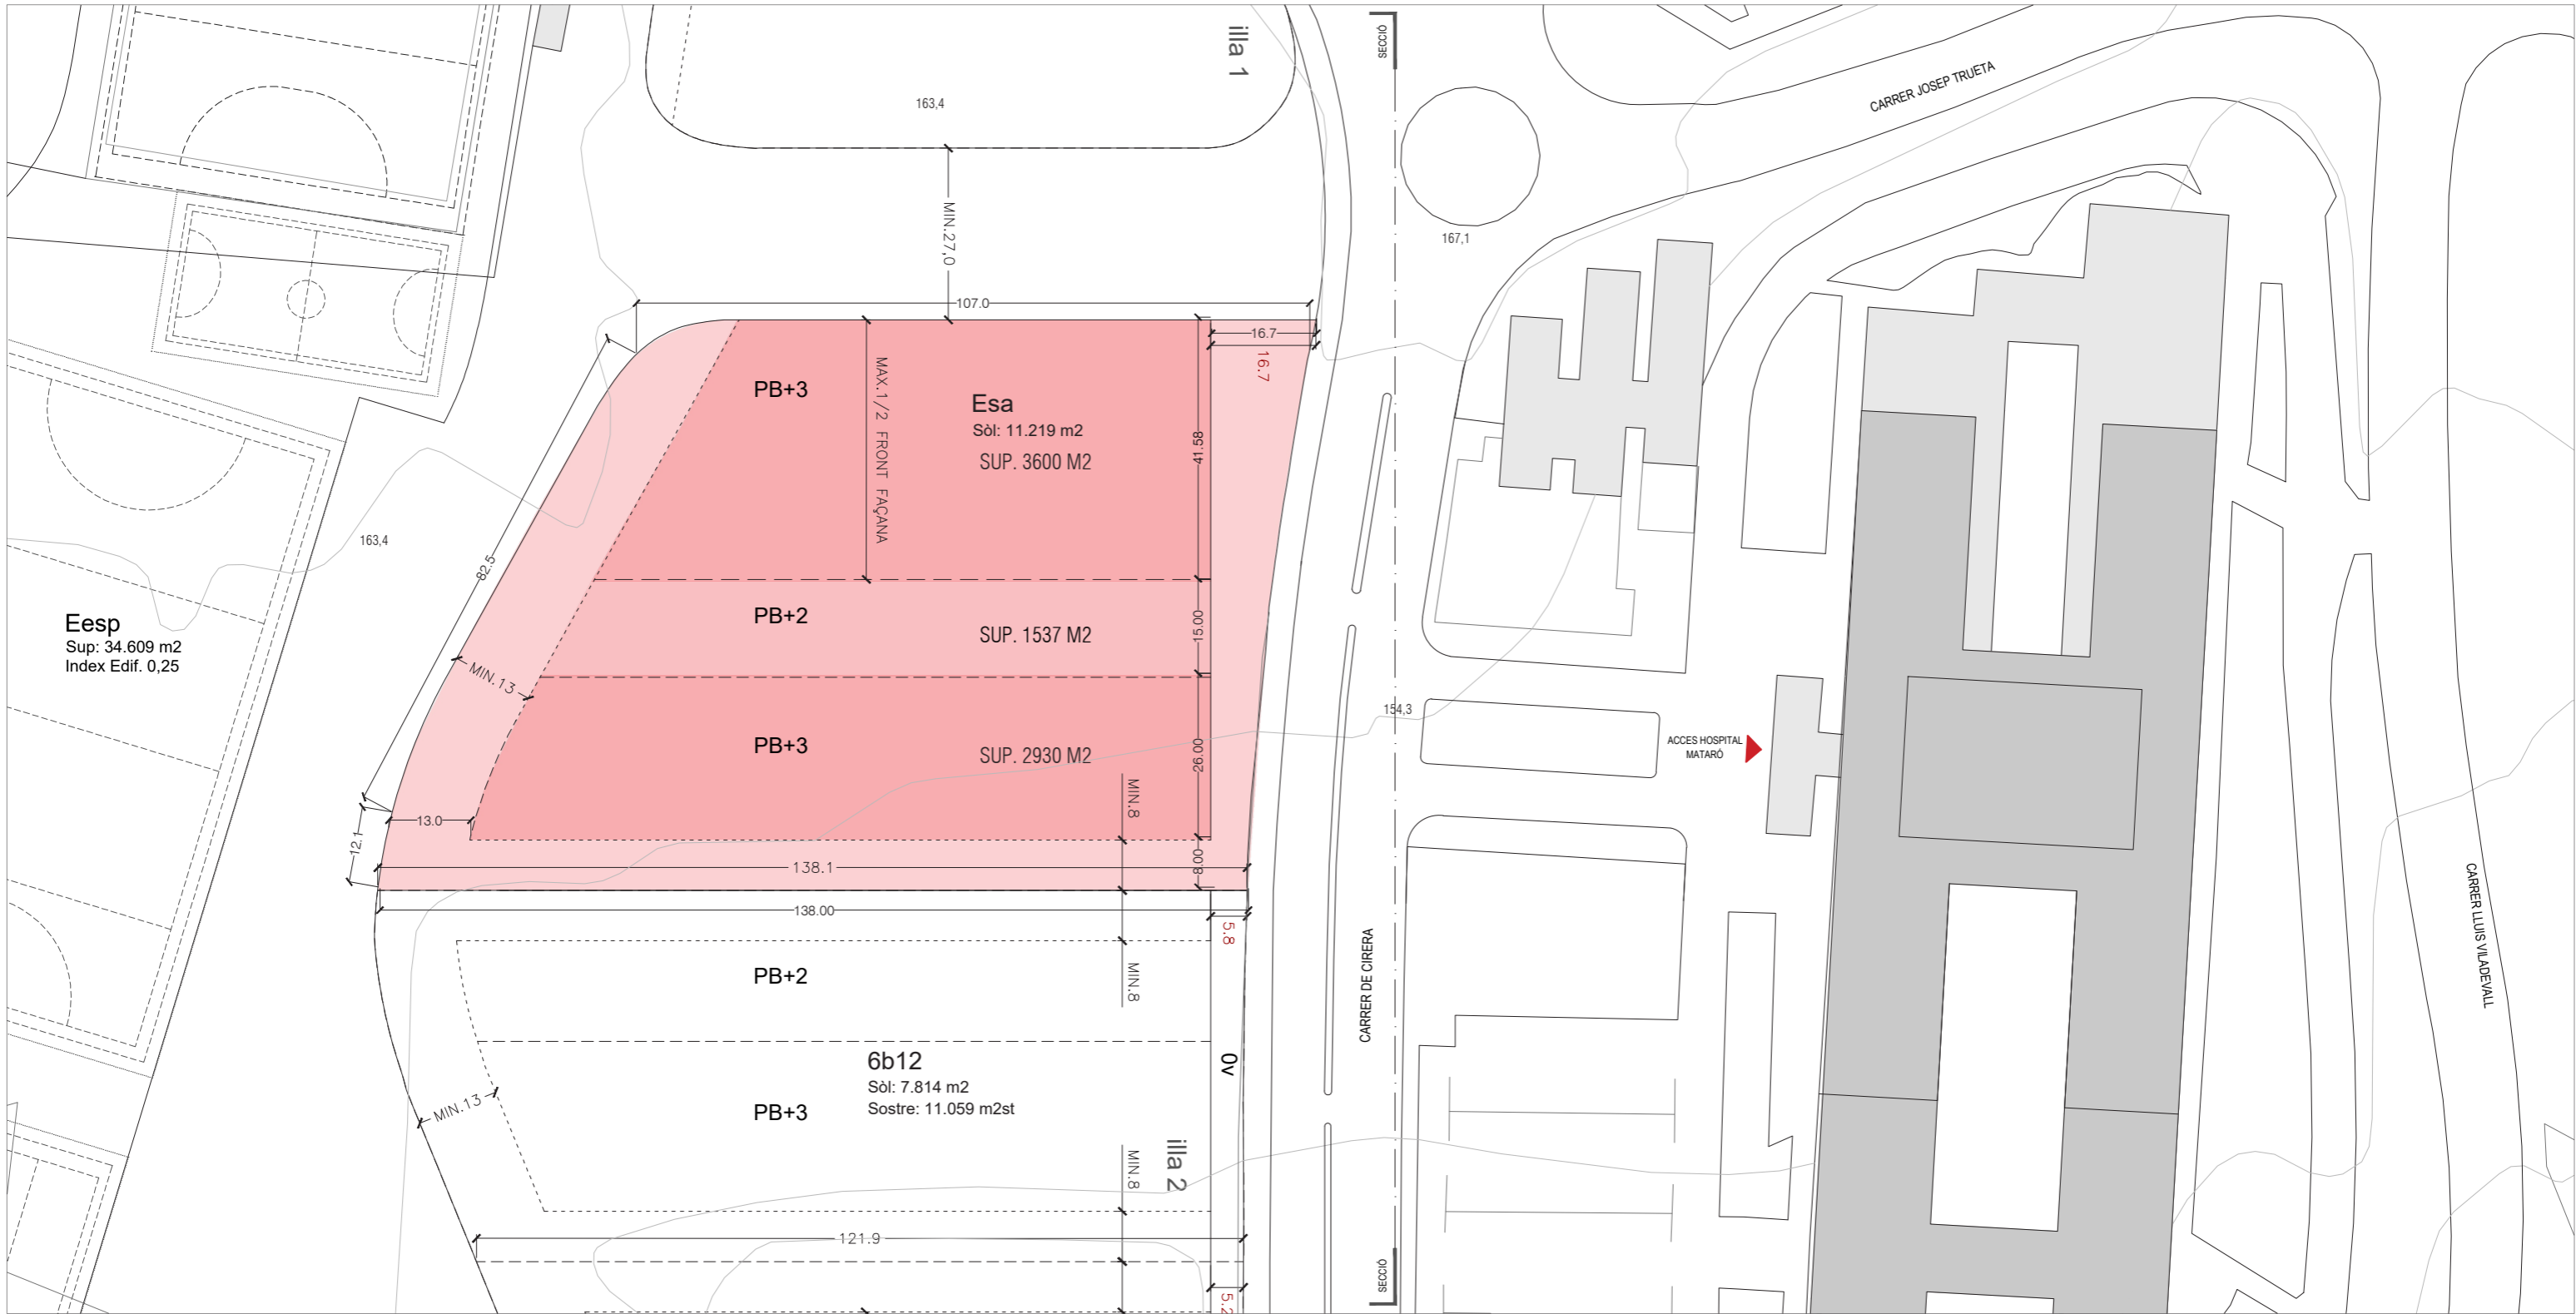 illa 1
SECCIÓ
CARRER JOSEP TRUETA
163,4
MIN.27,0
167,1
107.0
16.7
16.7
PB+3
MAX.1/2 FRONT FAÇANA
Esa
Sòl: 11.219 m2
SUP. 3600 M2
41.58
163,4
82.5
Eesp
Sup: 34.609 m2
Index Edif. 0,25
PB+2
SUP. 1537 M2
15.00
MIN.13
154,3
ACCES HOSPITAL
MATARÓ
PB+3
SUP. 2930 M2
26.00
MIN.8
13.0
12.1
138.1
8.00
138.00
5.8
CARRER DE CIRERA
CARRER LLUIS VILADEVALL
PB+2
MIN.8
6b12
Sòl: 7.814 m2
Sostre: 11.059 m2st
0v
MIN.13
PB+3
illa 2
MIN.8
121.9
5.2
SECCIÓ